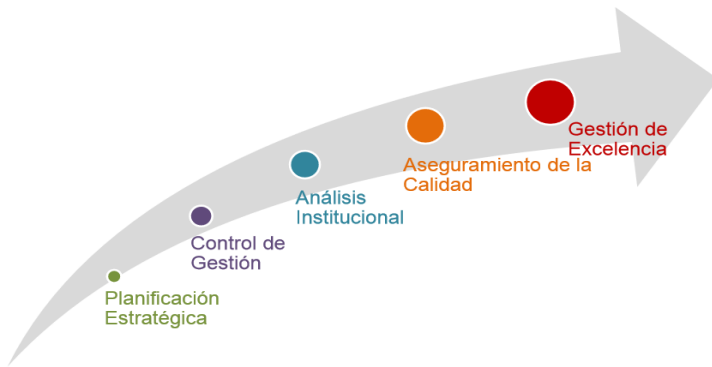 Planificación
Estratégica
Control de
Gestión
Análisis
Institucional
Aseguramiento de la
Calidad
Gestión de
Excelencia